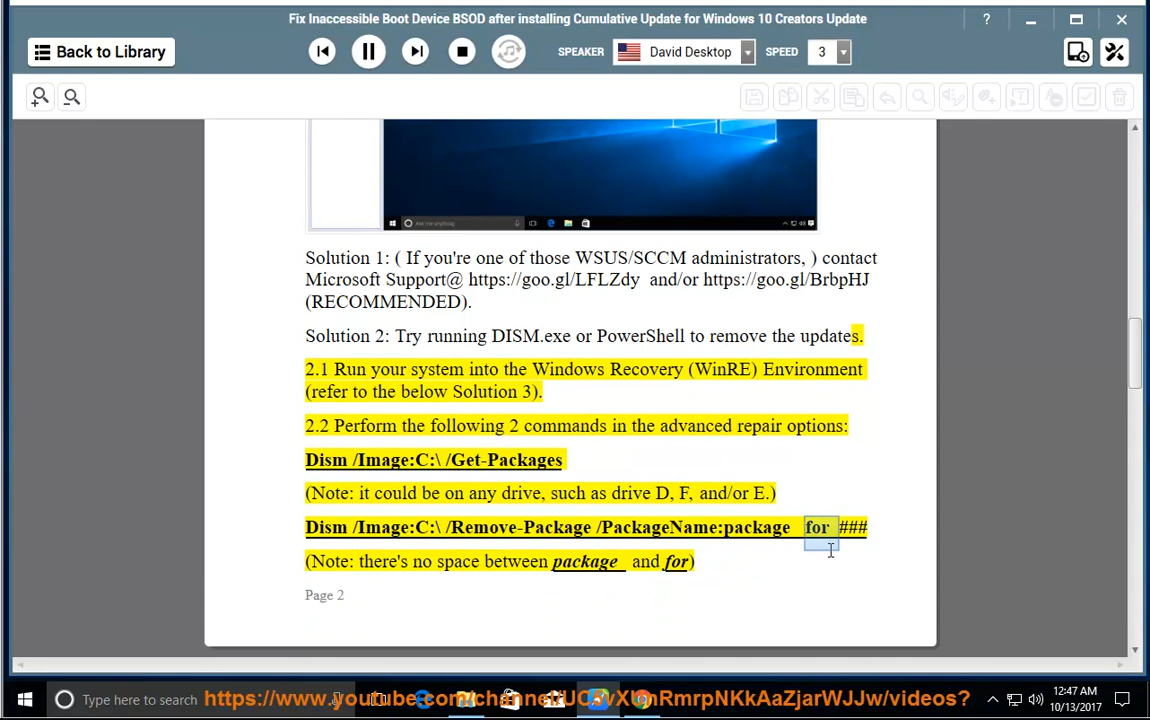 Fix Inaccessible Boot Device BSOD after installing Cumulative Update for Windows 10 Creators Update
?
Back to Library
SPEAKER
David Desktop
SPEED
3
Solution 1: ( If you're one of those WSUS/SCCM administrators, ) contact
Microsoft Support@ https://goo.gl/LFLZdy and/or https://goo.gl/BrbpHJ
(RECOMMENDED).
Solution 2: Try running DISM.exe or PowerShell to remove the updates.
2.1 Run your system into the Windows Recovery (WinRE) Environment
(refer to the below Solution 3).
2.2 Perform the following 2 commands in the advanced repair options:
Dism /Image:C:\ /Get-Packages
(Note: it could be on any drive, such as drive D, F, and/or E.)
Dism /Image:C:\ /Remove-Package /PackageName:package_ for_###
(Note: there's no space between package_ and for)
Page 2
Type here to search
12:47 AM
10/13/2017